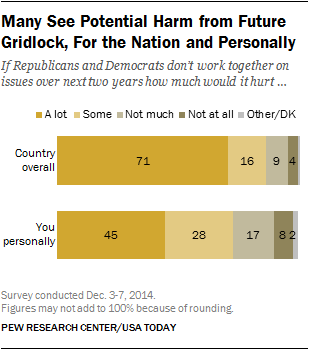 Many See Potential Harm from Future
Gridlock, For the Nation and Personally
If Republicans and Democrats don't work together on
issues over next two years how much would it hurt ...
A lot Some Not much Not at all Other/DK
Country
overall
71 16 9 4
You
personally
45 28 17 8 2
Survey conducted Dec. 3-7, 2014.
Figures may not add to 100% because of rounding.
PEW RESEARCH CENTER/USA TODAY